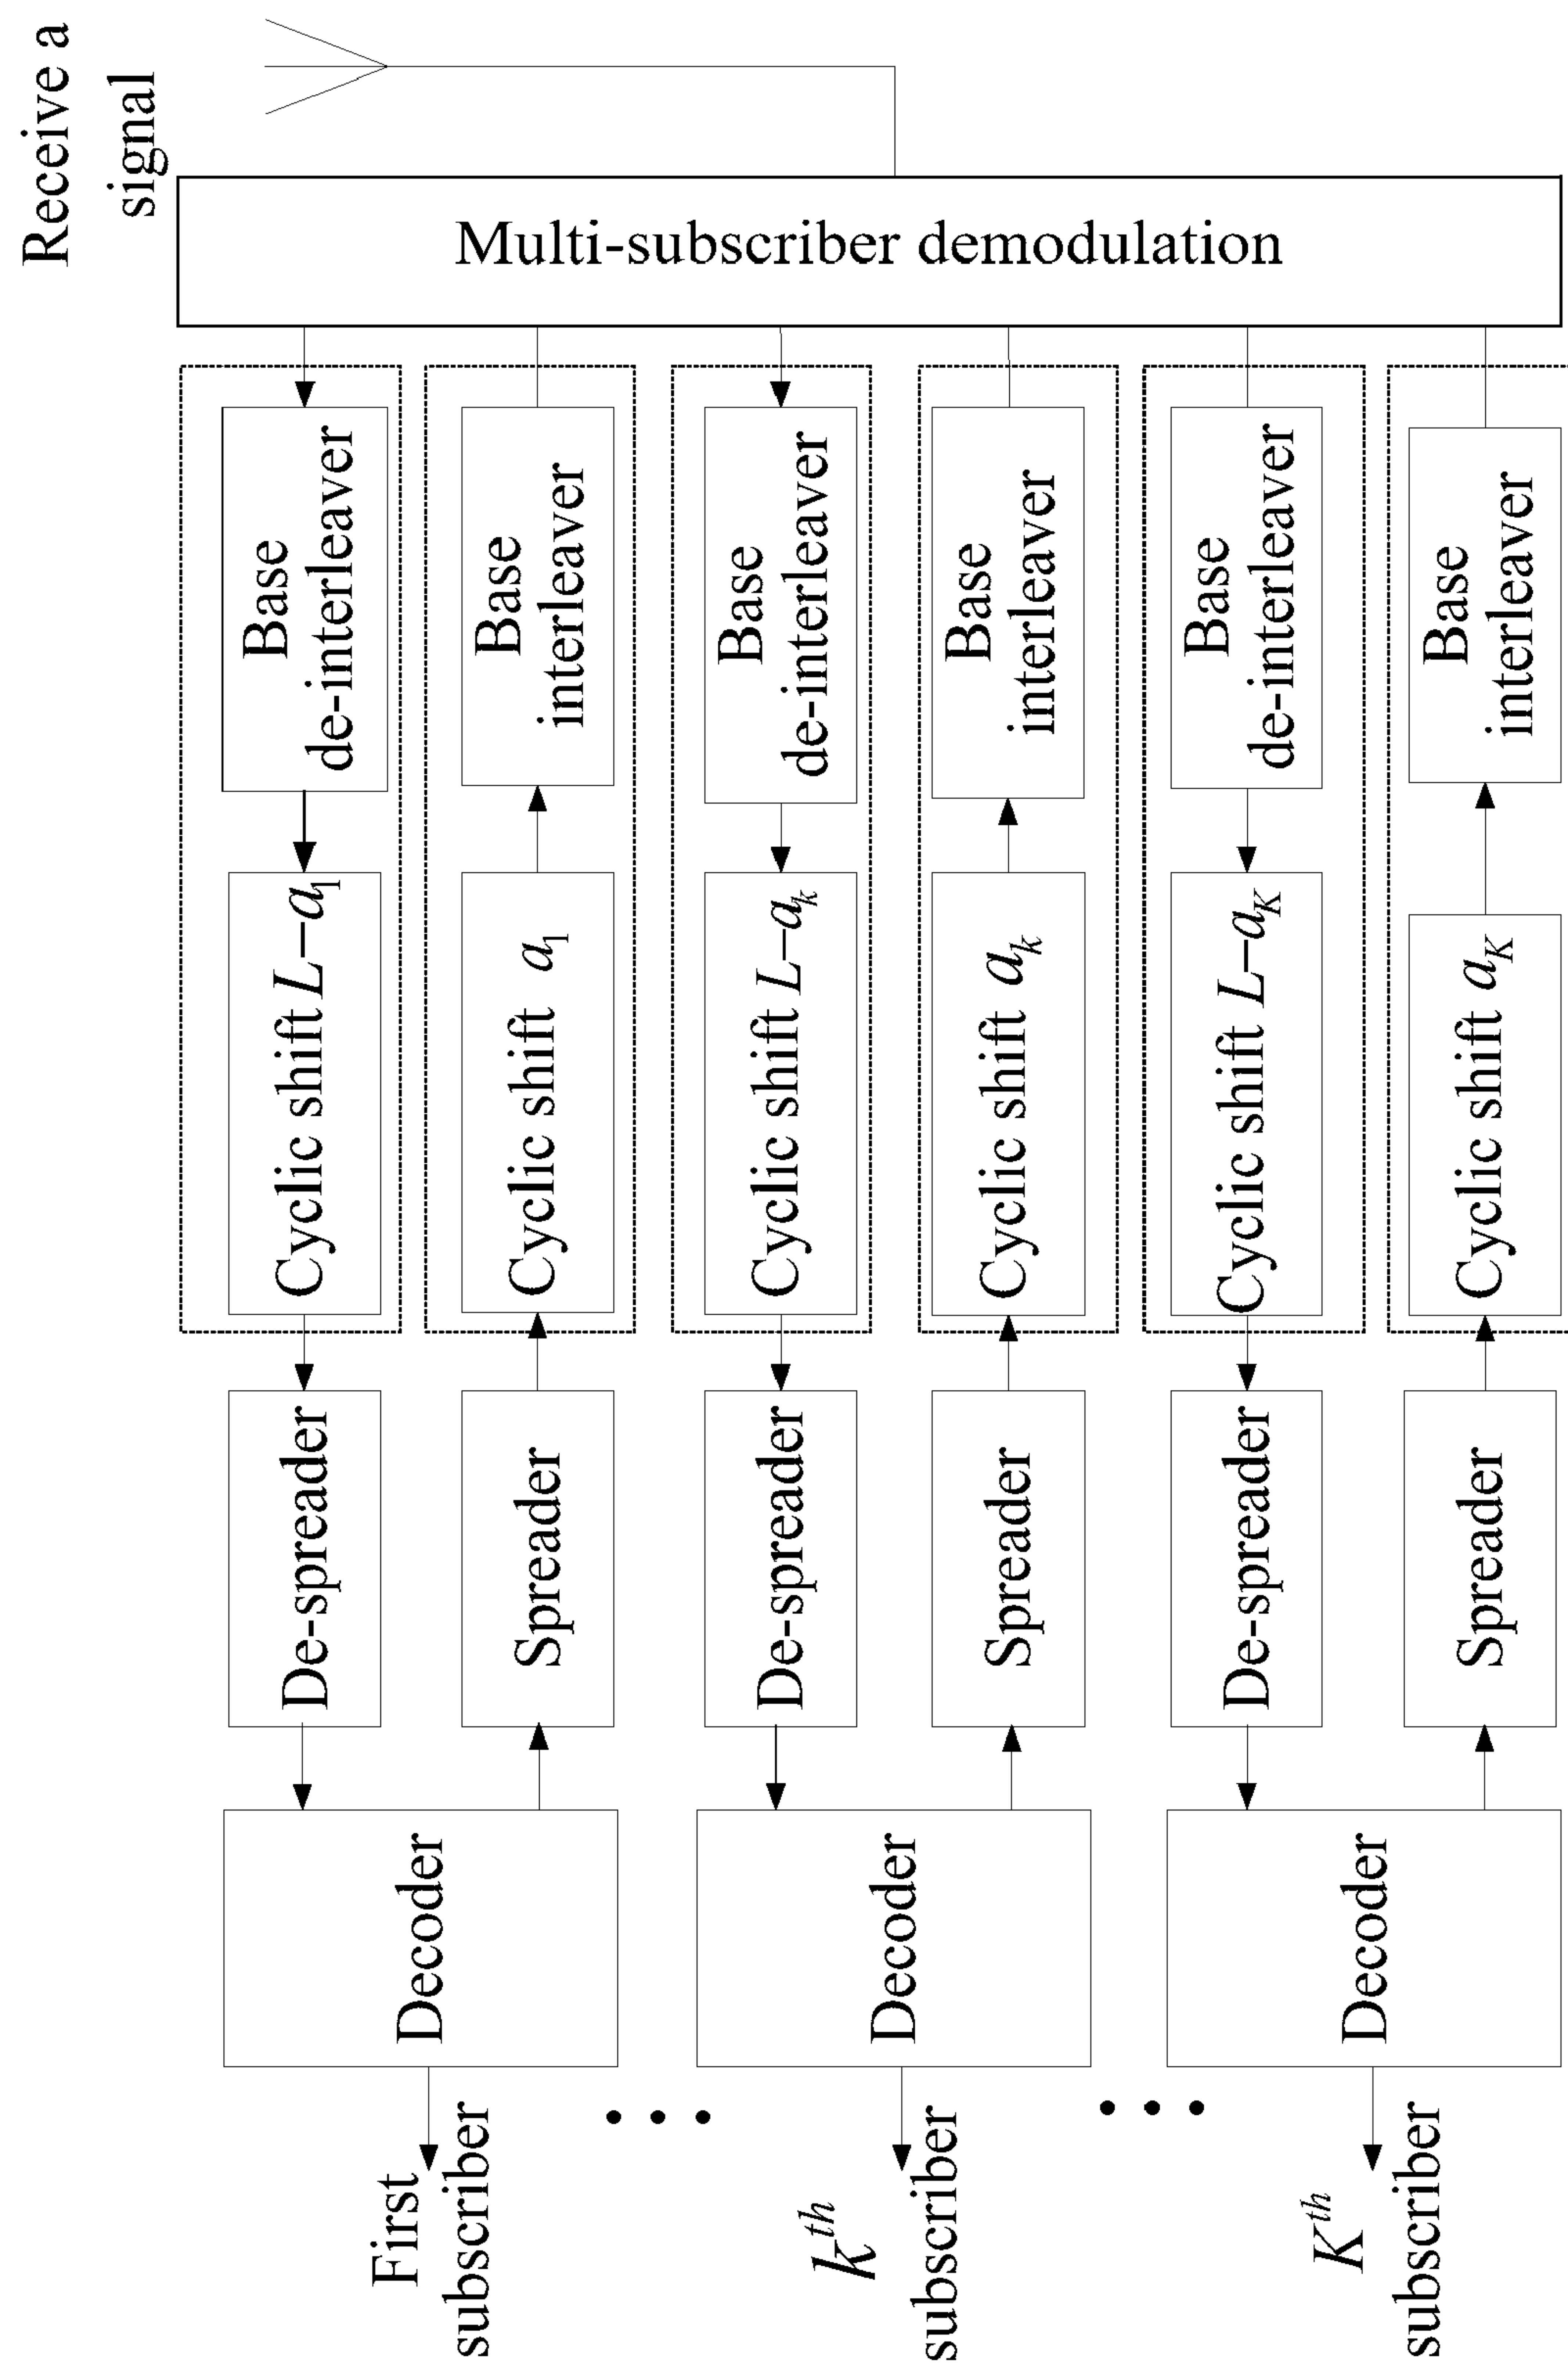 Receive a
signal
Multi-subscriber demodulation
Base
de-interleaver
Cyclic shift L−a1
De-spreader
Base
interleaver
Cyclic shift a1
Spreader
Decoder
First
subscriber
Base
de-interleaver
Cyclic shift L−ak
De-spreader
Base
interleaver
Cyclic shift ak
Spreader
Decoder
kth
subscriber
Base
de-interleaver
Cyclic shift L−aK
De-spreader
Base
interleaver
Cyclic shift aK
Spreader
Decoder
Kth
subscriber